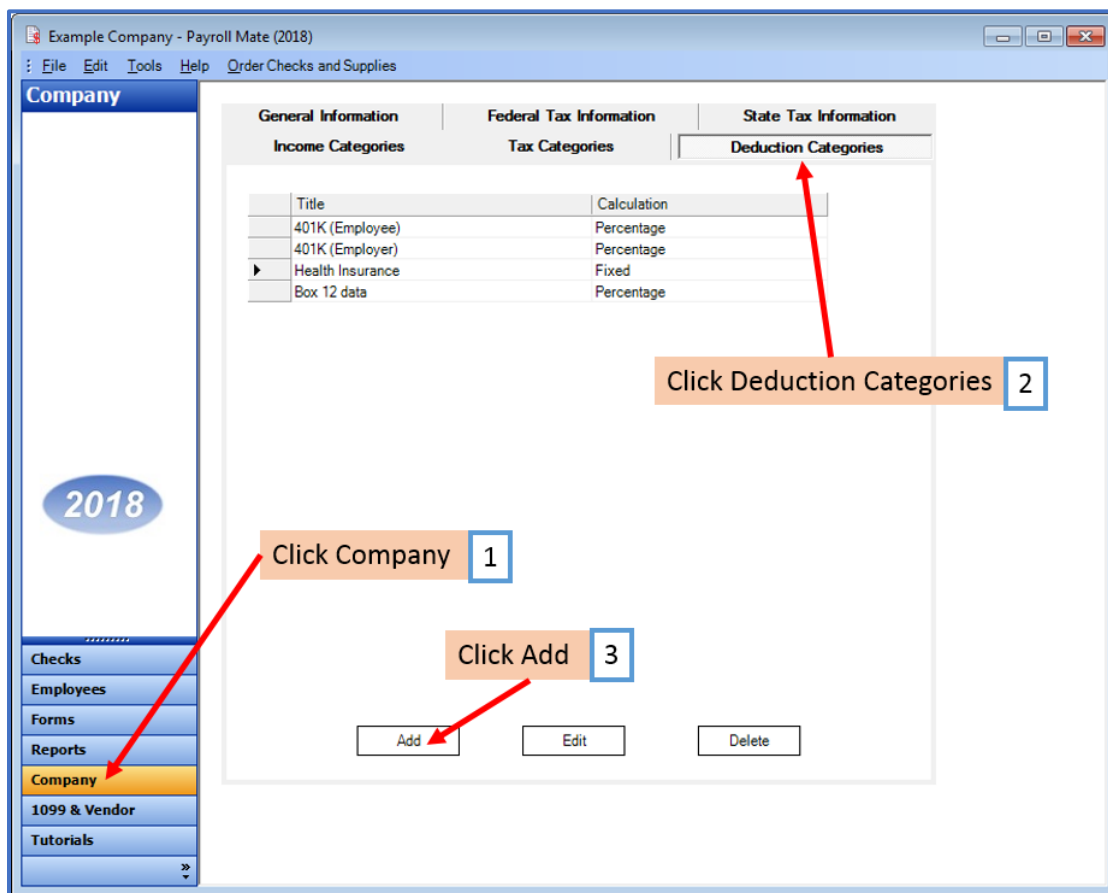 Example Company - Payroll Mate (2018)
File Edit Tools Help Order Checks and Supplies
Company
General Information Federal Tax Information State Tax Information
Income Categories Tax Categories Deduction Categories
Title Calculation
401K (Employee) Percentage
401K (Employer) Percentage
Health Insurance Fixed
Box 12 data Percentage
Click Deduction Categories 2
2018
Click Company 1
Click Add 3
Checks
Employees
Forms
Reports
Add Edit Delete
Company
1099 & Vendor
Tutorials